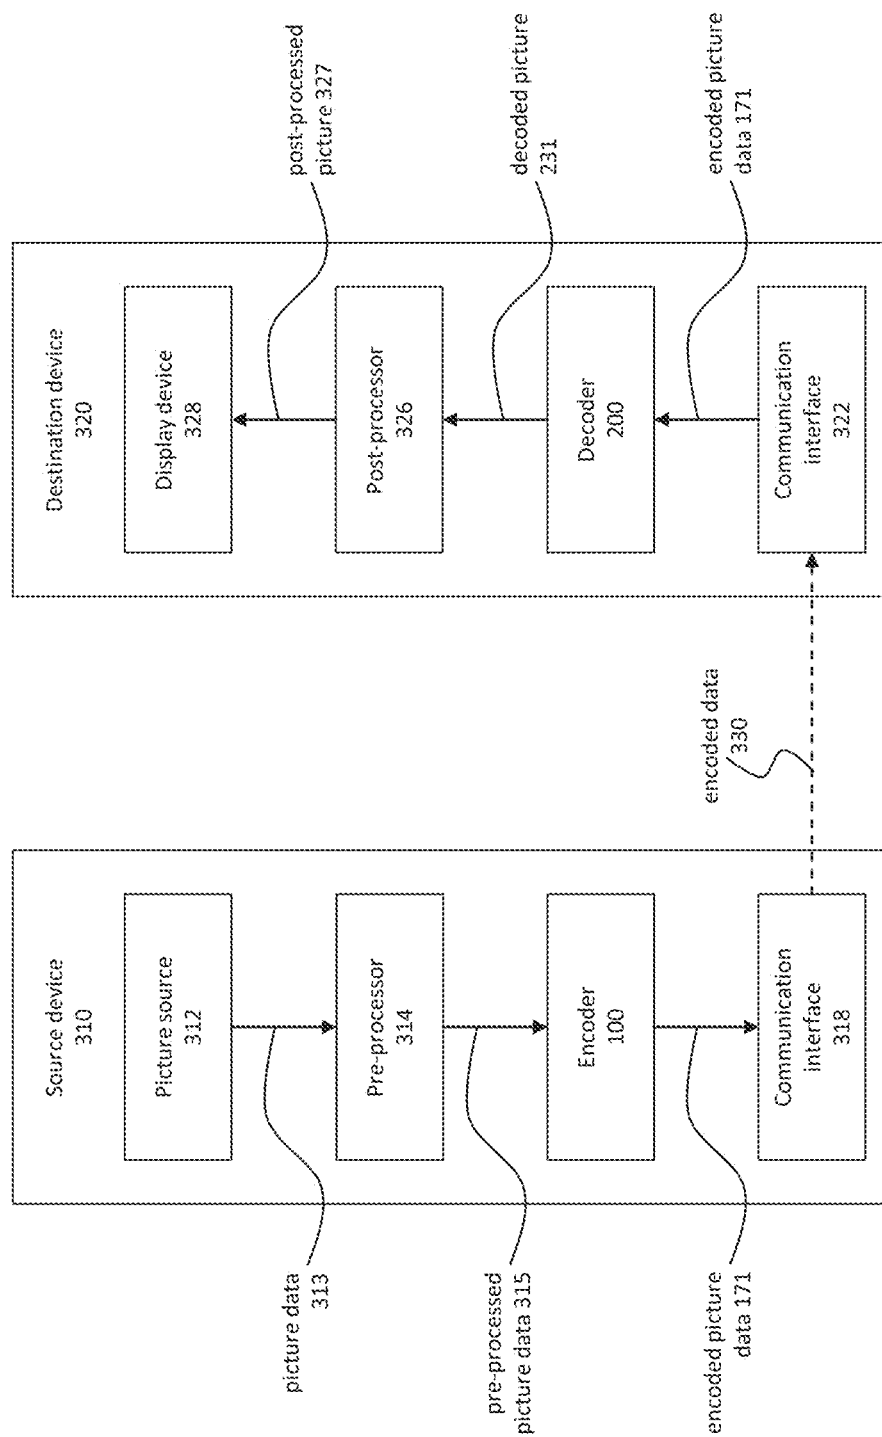 Source device
310
Picture source
312
picture data
313
Pre-processor
314
pre-processed
picture data 315
Encoder
100
encoded picture
data 171
Communication
interface
318
encoded data
330
Destination device
320
Display device
328
post-processed
picture 327
Post-processor
326
decoded picture
231
Decoder
200
encoded picture
data 171
Communication
interface
322